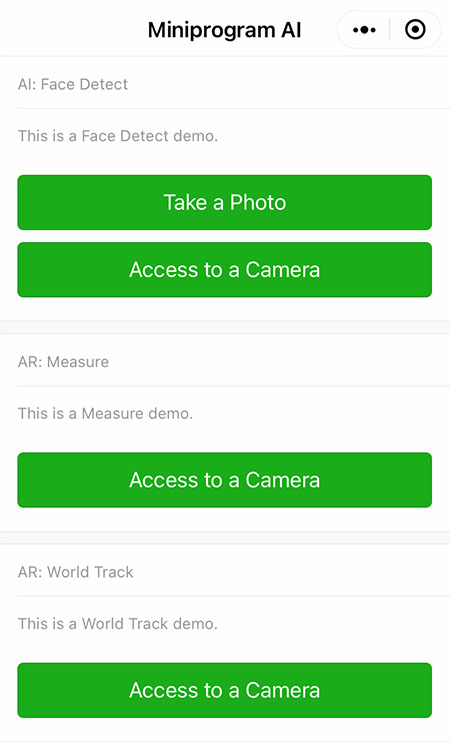 Miniprogram AI
AI: Face Detect
This is a Face Detect demo.
Take a Photo
Access to a Camera
AR: Measure
This is a Measure demo.
Access to a Camera
AR: World Track
This is a World Track demo.
Access to a Camera